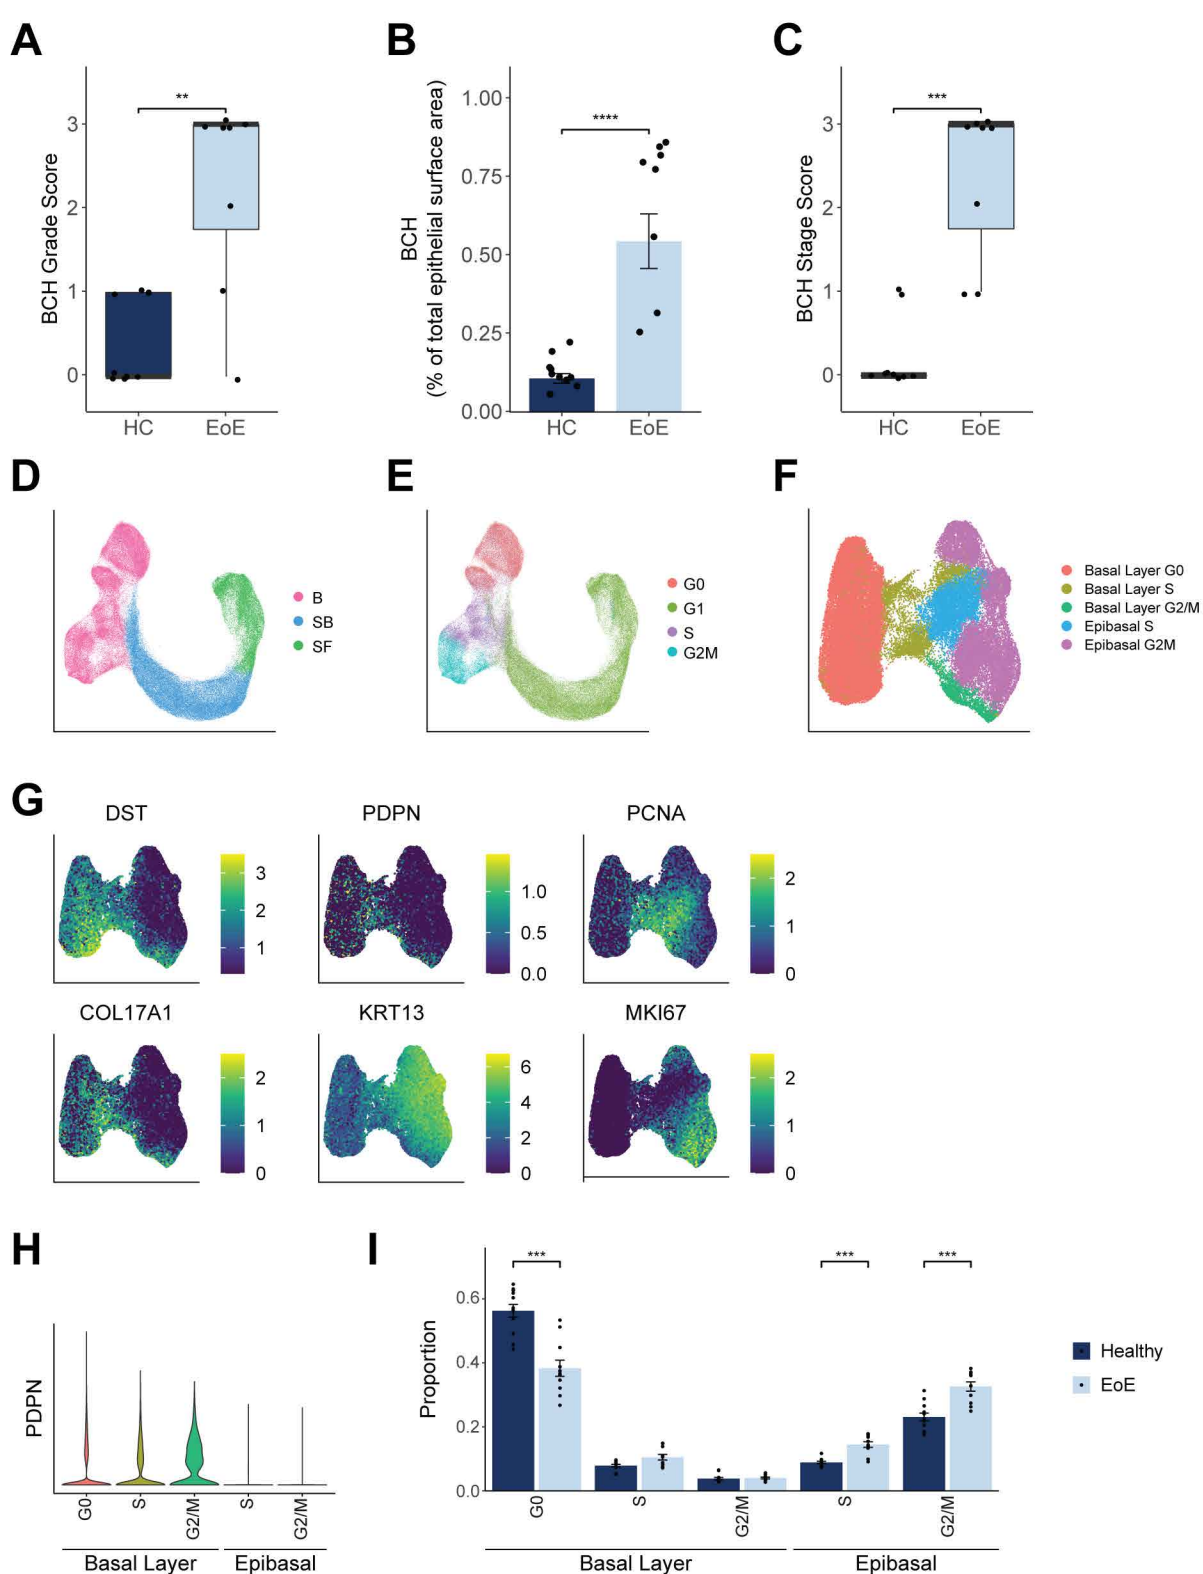 A
BCH Grade Score
3
2
1
0
**
HC
EoE
B
BCH
(% of total epithelial surface area)
1.00
0.75
0.50
0.25
0.00
****
HC
EoE
C
BCH Stage Score
3
2
1
0
***
HC
EoE
D
B
SB
SF
E
G0
G1
S
G2M
F
Basal Layer G0
Basal Layer S
Basal Layer G2/M
Epibasal S
Epibasal G2M
G
DST
3
2
1
PDPN
1.0
0.5
0.0
PCNA
2
1
0
COL17A1
2
1
0
KRT13
6
4
2
0
MKI67
2
1
0
H
PDPN
G0
S
G2/M
S
G2/M
Basal Layer
Epibasal
I
Proportion
0.6
0.4
0.2
0.0
***
***
***
G0
S
G2/M
S
G2/M
Basal Layer
Epibasal
Healthy
EoE